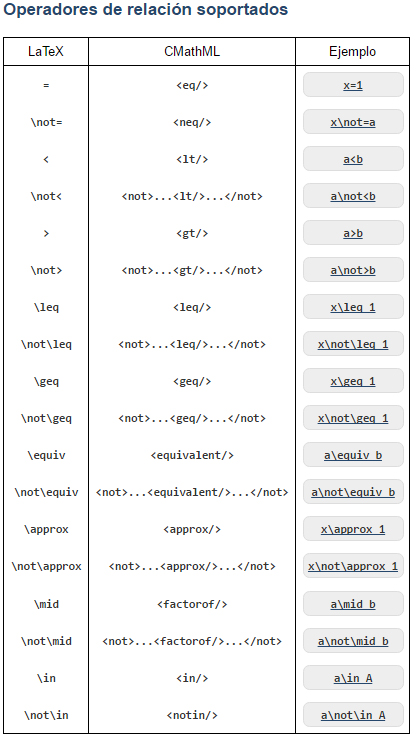 Operadores de relación soportados
LaTeX CMathML Ejemplo
= <eq/> x=1
\not= <neq/> x\not=a
< <lt/> a<b
\not< <not>...<lt/>...</not> a\not<b
> <gt/> a>b
\not> <not>...<gt/>...</not> a\not>b
\leq <leq/> x\leq 1
\not\leq <not>...<leq/>...</not> x\not\leq 1
\geq <geq/> x\geq 1
\not\geq <not>...<geq/>...</not> x\not\geq 1
\equiv <equivalent/> a\equiv b
\not\equiv <not>...<equivalent/>...</not> a\not\equiv b
\approx <approx/> x\approx 1
\not\approx <not>...<approx/>...</not> x\not\approx 1
\mid <factorof/> a\mid b
\not\mid <not>...<factorof/>...</not> a\not\mid b
\in <in/> a\in A
\not\in <notin/> a\not\in A